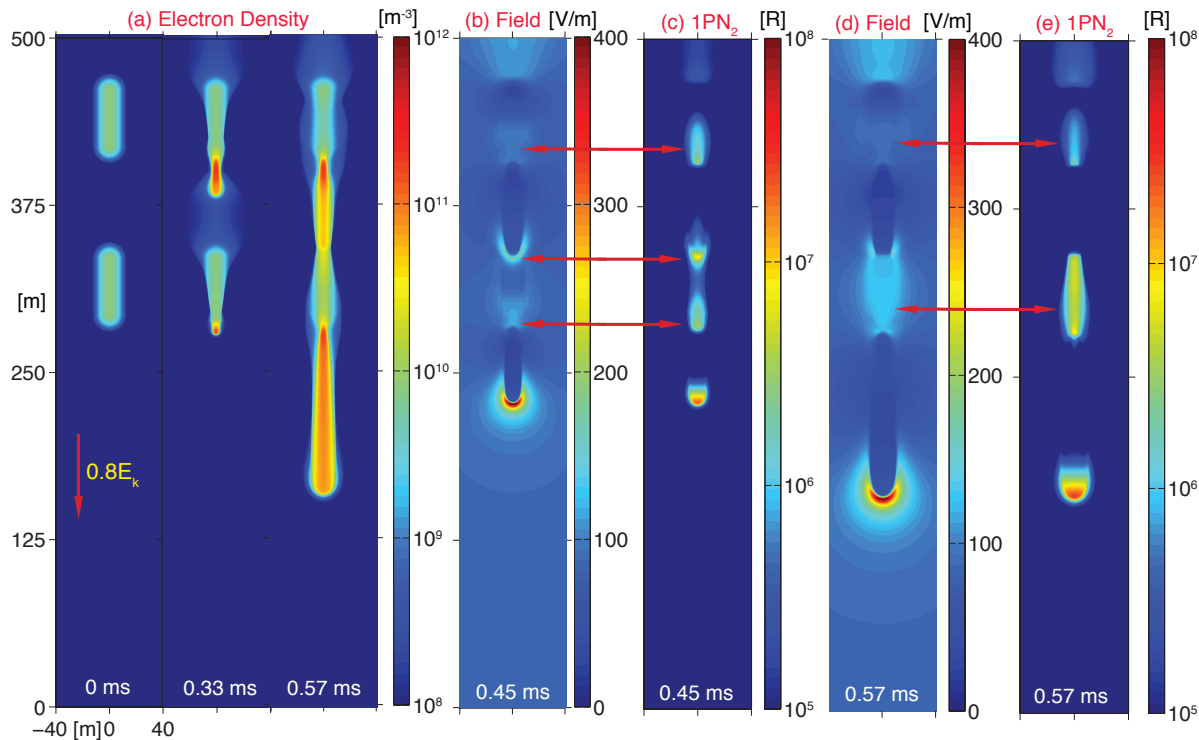 (a) Electron Density
[m⁻³]
(b) Field
[V/m]
(c) 1PN₂
[R]
(d) Field
[V/m]
(e) 1PN₂
[R]
500
375
[m]
250
125
0
0.8Eₖ
0 ms
0.33 ms
0.57 ms
−40 [m] 0 40
10¹²
10¹¹
10¹⁰
10⁹
10⁸
0.45 ms
400
300
200
100
0
0.45 ms
10⁸
10⁷
10⁶
10⁵
0.57 ms
400
300
200
100
0
0.57 ms
10⁸
10⁷
10⁶
10⁵